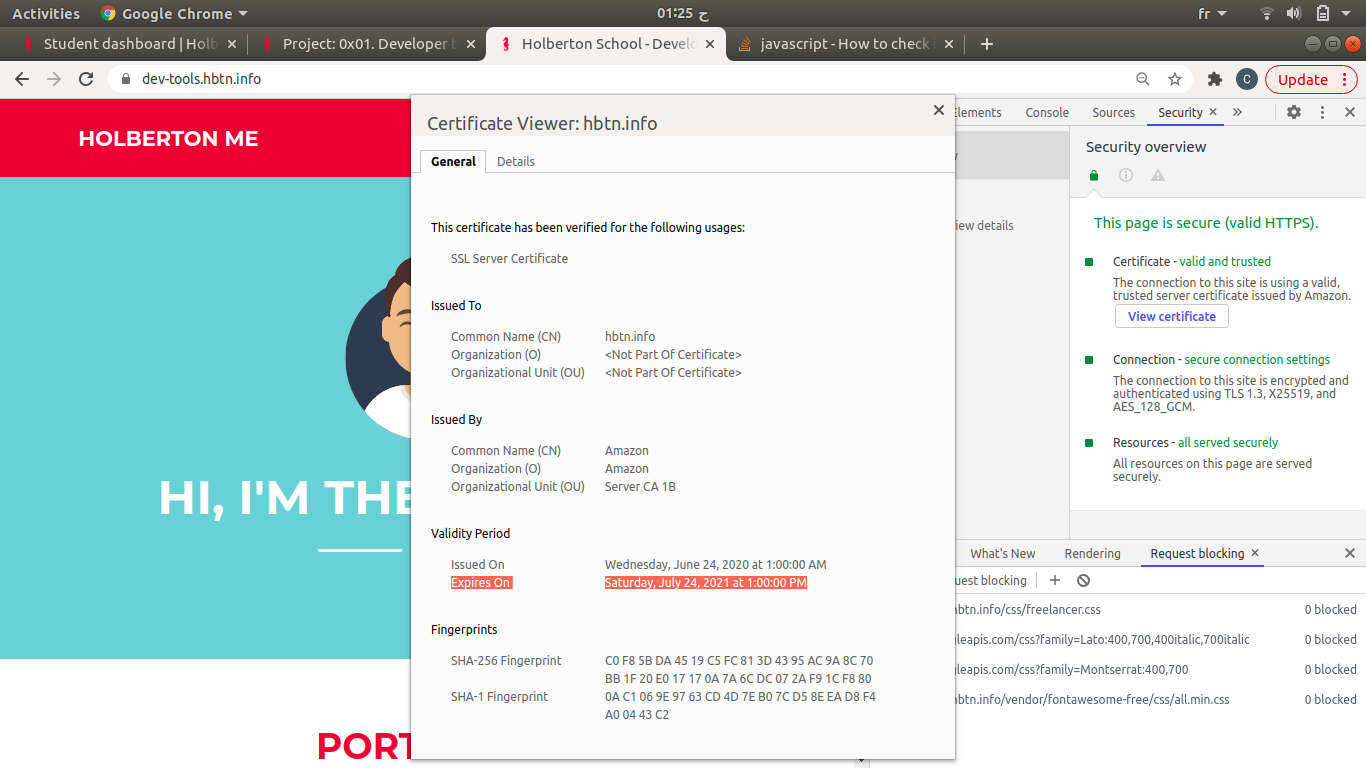 Activities Google Chrome 01:25 ح fr
Student dashboard | Holb Project: 0x01. Developer t Holberton School - Develo javascript - How to check
dev-tools.hbtn.info C Update
HOLBERTON ME
HI, I'M THE
PORT
Certificate Viewer: hbtn.info
General Details
This certificate has been verified for the following usages:
SSL Server Certificate
Issued To
Common Name (CN) hbtn.info
Organization (O) <Not Part Of Certificate>
Organizational Unit (OU) <Not Part Of Certificate>
Issued By
Common Name (CN) Amazon
Organization (O) Amazon
Organizational Unit (OU) Server CA 1B
Validity Period
Issued On Wednesday, June 24, 2020 at 1:00:00 AM
Expires On Saturday, July 24, 2021 at 1:00:00 PM
Fingerprints
SHA-256 Fingerprint C0 F8 5B DA 45 19 C5 FC 81 3D 43 95 AC 9A 8C 70
BB 1F 20 E0 17 17 0A 7A 6C DC 07 2A F9 1C F8 80
SHA-1 Fingerprint 0A C1 06 9E 97 63 CD 4D 7E B0 7C D5 8E EA D8 F4
A0 04 43 C2
Elements Console Sources Security
iew details
Security overview
This page is secure (valid HTTPS).
Certificate - valid and trusted
The connection to this site is using a valid,
trusted server certificate issued by Amazon.
View certificate
Connection - secure connection settings
The connection to this site is encrypted and
authenticated using TLS 1.3, X25519, and
AES_128_GCM.
Resources - all served securely
All resources on this page are served
securely.
What's New Rendering Request blocking
uest blocking
btn.info/css/freelancer.css 0 blocked
gleapis.com/css?family=Lato:400,700,400italic,700italic 0 blocked
gleapis.com/css?family=Montserrat:400,700 0 blocked
btn.info/vendor/fontawesome-free/css/all.min.css 0 blocked